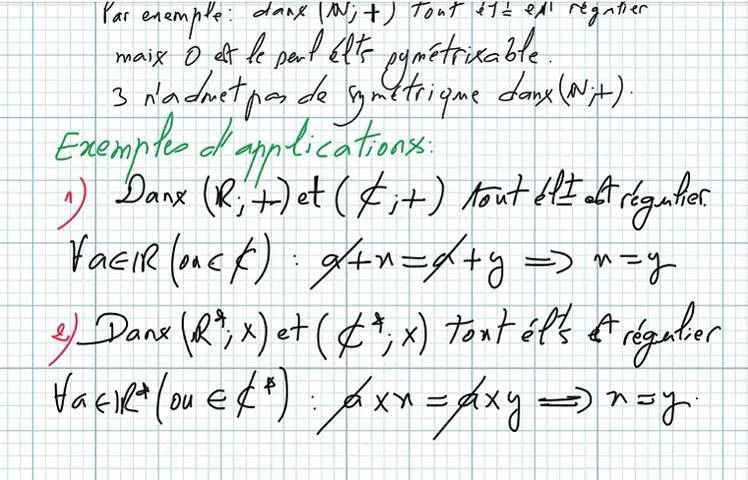 Par exemple: dans (ℕ;+) tout élt est régulier
mais 0 est le seul élts symétrisable.
3 n'admet pas de symétrique dans (ℕ;+).
Exemples d'applications:
1) Dans (ℝ;+) et (ℂ;+) tout élt est régulier.
∀a∈ℝ (ou ∈ ℂ) : a+x=a+y ⟹ x=y
2) Dans (ℝ*;×) et (ℂ*;×) tout élts est régulier
∀a∈ℝ* (ou ∈ ℂ*) : a×x=a×y ⟹ x=y.